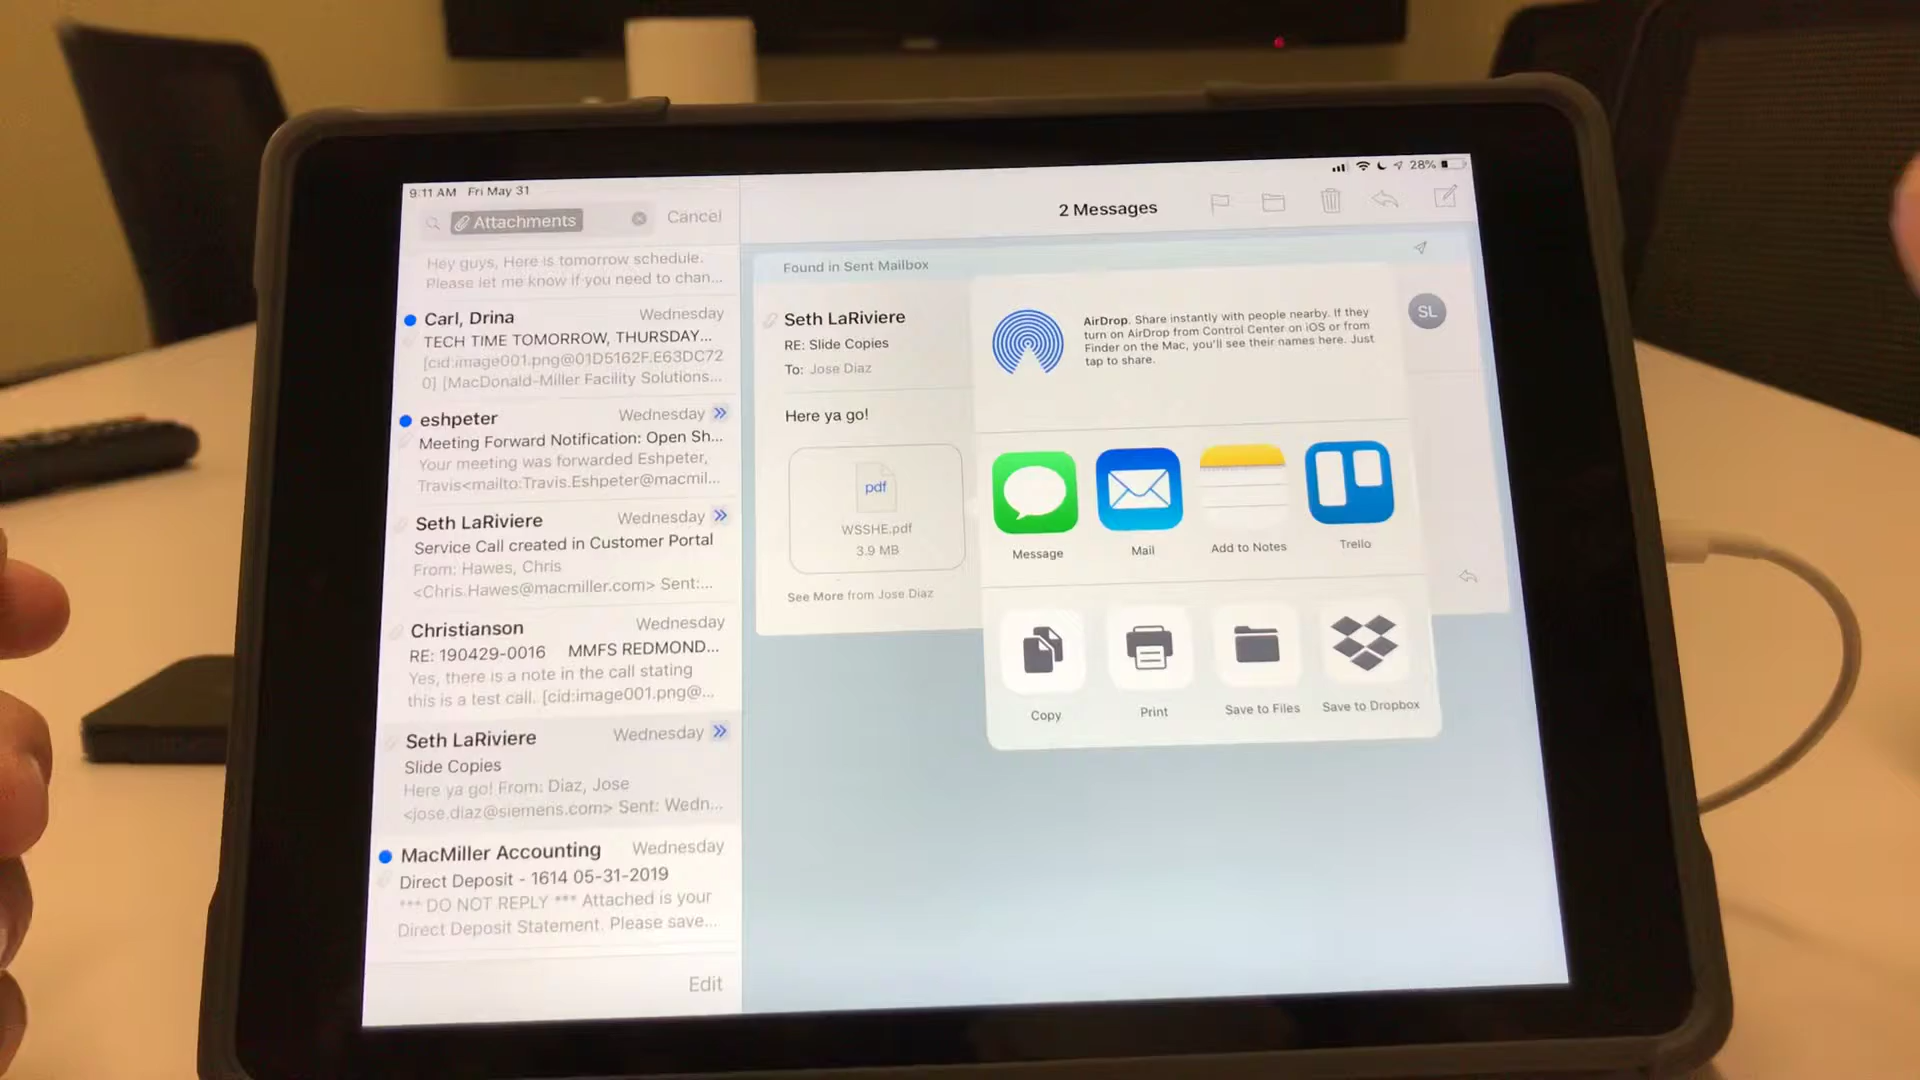 9:11 AM Fri May 31
28%
Attachments
Cancel
Hey guys, Here is tomorrow schedule.
Please let me know if you need to chan...
Carl, Drina
Wednesday
TECH TIME TOMORROW, THURSDAY...
[cid:image001.png@01D5162F.E63DC72
0] [MacDonald-Miller Facility Solutions...
eshpeter
Wednesday
Meeting Forward Notification: Open Sh...
Your meeting was forwarded Eshpeter,
Travis<mailto:Travis.Eshpeter@macmil...
Seth LaRiviere
Wednesday
Service Call created in Customer Portal
From: Hawes, Chris
<Chris.Hawes@macmiller.com> Sent:...
Christianson
Wednesday
RE: 190429-0016 MMFS REDMOND...
Yes, there is a note in the call stating
this is a test call. [cid:image001.png@...
Seth LaRiviere
Wednesday
Slide Copies
Here ya go! From: Diaz, Jose
<jose.diaz@siemens.com> Sent: Wedn...
MacMiller Accounting
Wednesday
Direct Deposit - 1614 05-31-2019
*** DO NOT REPLY *** Attached is your
Direct Deposit Statement. Please save...
Edit
2 Messages
Found in Sent Mailbox
Seth LaRiviere
SL
RE: Slide Copies
To: Jose Diaz
Here ya go!
pdf
WSSHE.pdf
3.9 MB
See More from Jose Diaz
AirDrop. Share instantly with people nearby. If they
turn on AirDrop from Control Center on iOS or from
Finder on the Mac, you'll see their names here. Just
tap to share.
Message
Mail
Add to Notes
Trello
Copy
Print
Save to Files
Save to Dropbox